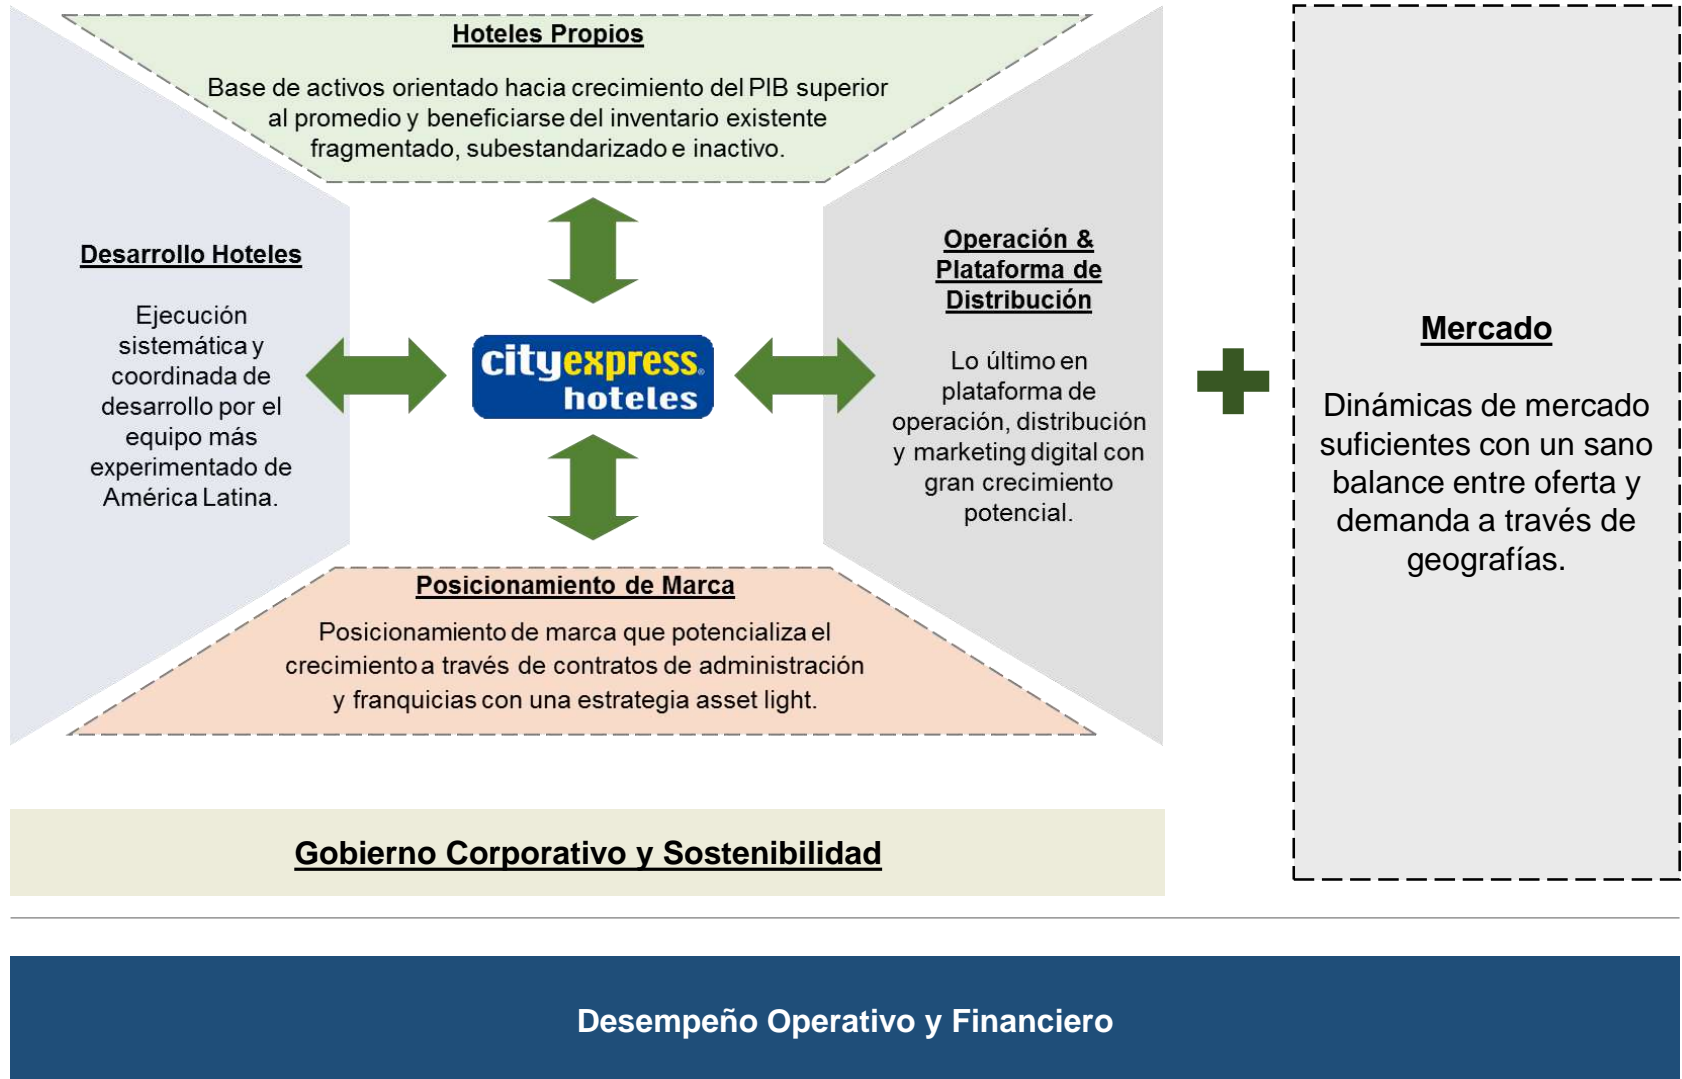 Hoteles Propios
Base de activos orientado hacia crecimiento del PIB superior
al promedio y beneficiarse del inventario existente
fragmentado, subestandarizado e inactivo.
Desarrollo Hoteles
Ejecución
sistemática y
coordinada de
desarrollo por el
equipo más
experimentado de
América Latina.
cityexpress®
hoteles
Operación &
Plataforma de
Distribución
Lo último en
plataforma de
operación, distribución
y marketing digital con
gran crecimiento
potencial.
Posicionamiento de Marca
Posicionamiento de marca que potencializa el
crecimiento a través de contratos de administración
y franquicias con una estrategia asset light.
Mercado
Dinámicas de mercado
suficientes con un sano
balance entre oferta y
demanda a través de
geografías.
Gobierno Corporativo y Sostenibilidad
Desempeño Operativo y Financiero